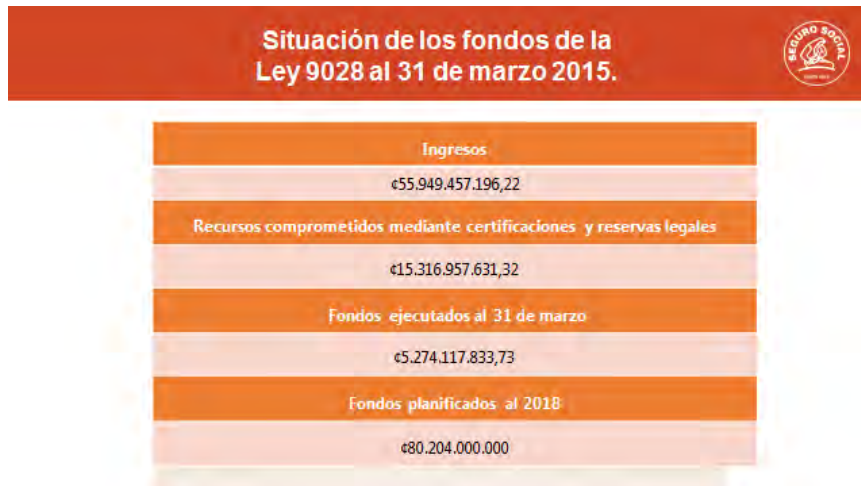 Situación de los fondos de la
Ley 9028 al 31 de marzo 2015.
SEGURO SOCIAL
Ingresos
¢55.949.457.196,22
Recursos comprometidos mediante certificaciones y reservas legales
¢15.316.957.631,32
Fondos ejecutados al 31 de marzo
¢5.274.117.833,73
Fondos planificados al 2018
¢80.204.000.000